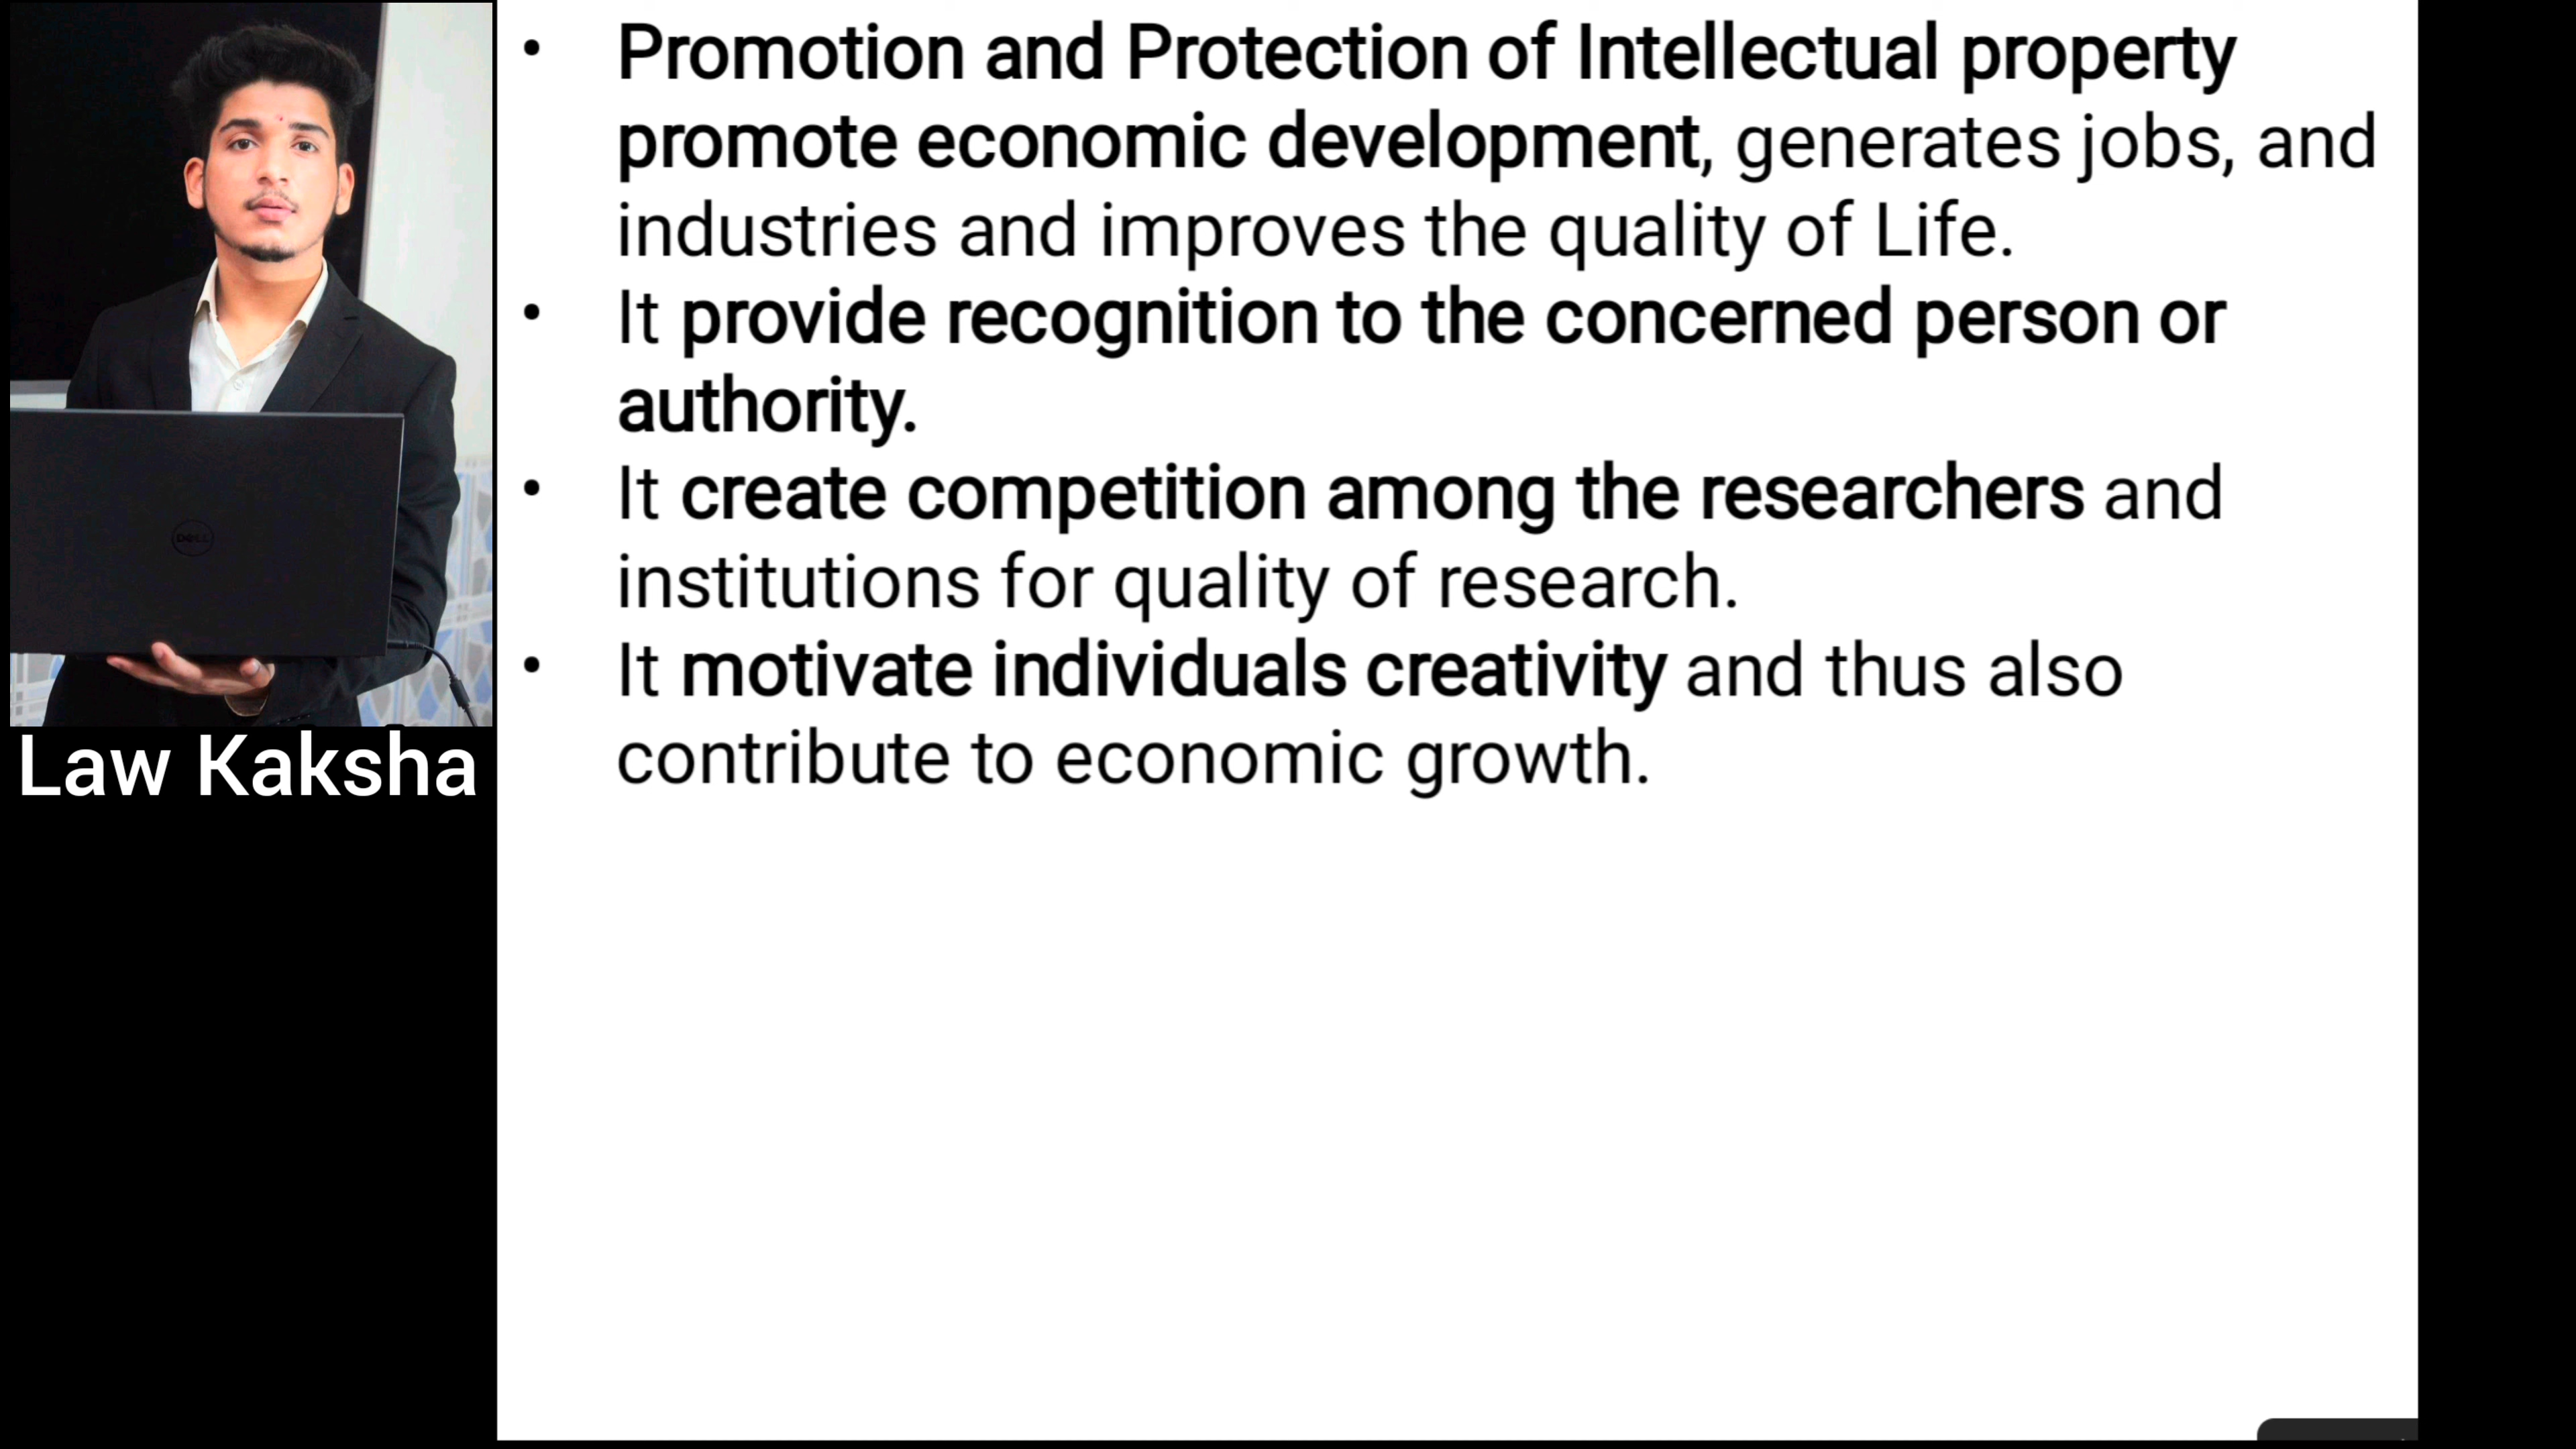 • Promotion and Protection of Intellectual property
promote economic development, generates jobs, and
industries and improves the quality of Life.
• It provide recognition to the concerned person or
authority.
• It create competition among the researchers and
institutions for quality of research.
• It motivate individuals creativity and thus also
contribute to economic growth.
DELL
Law Kaksha